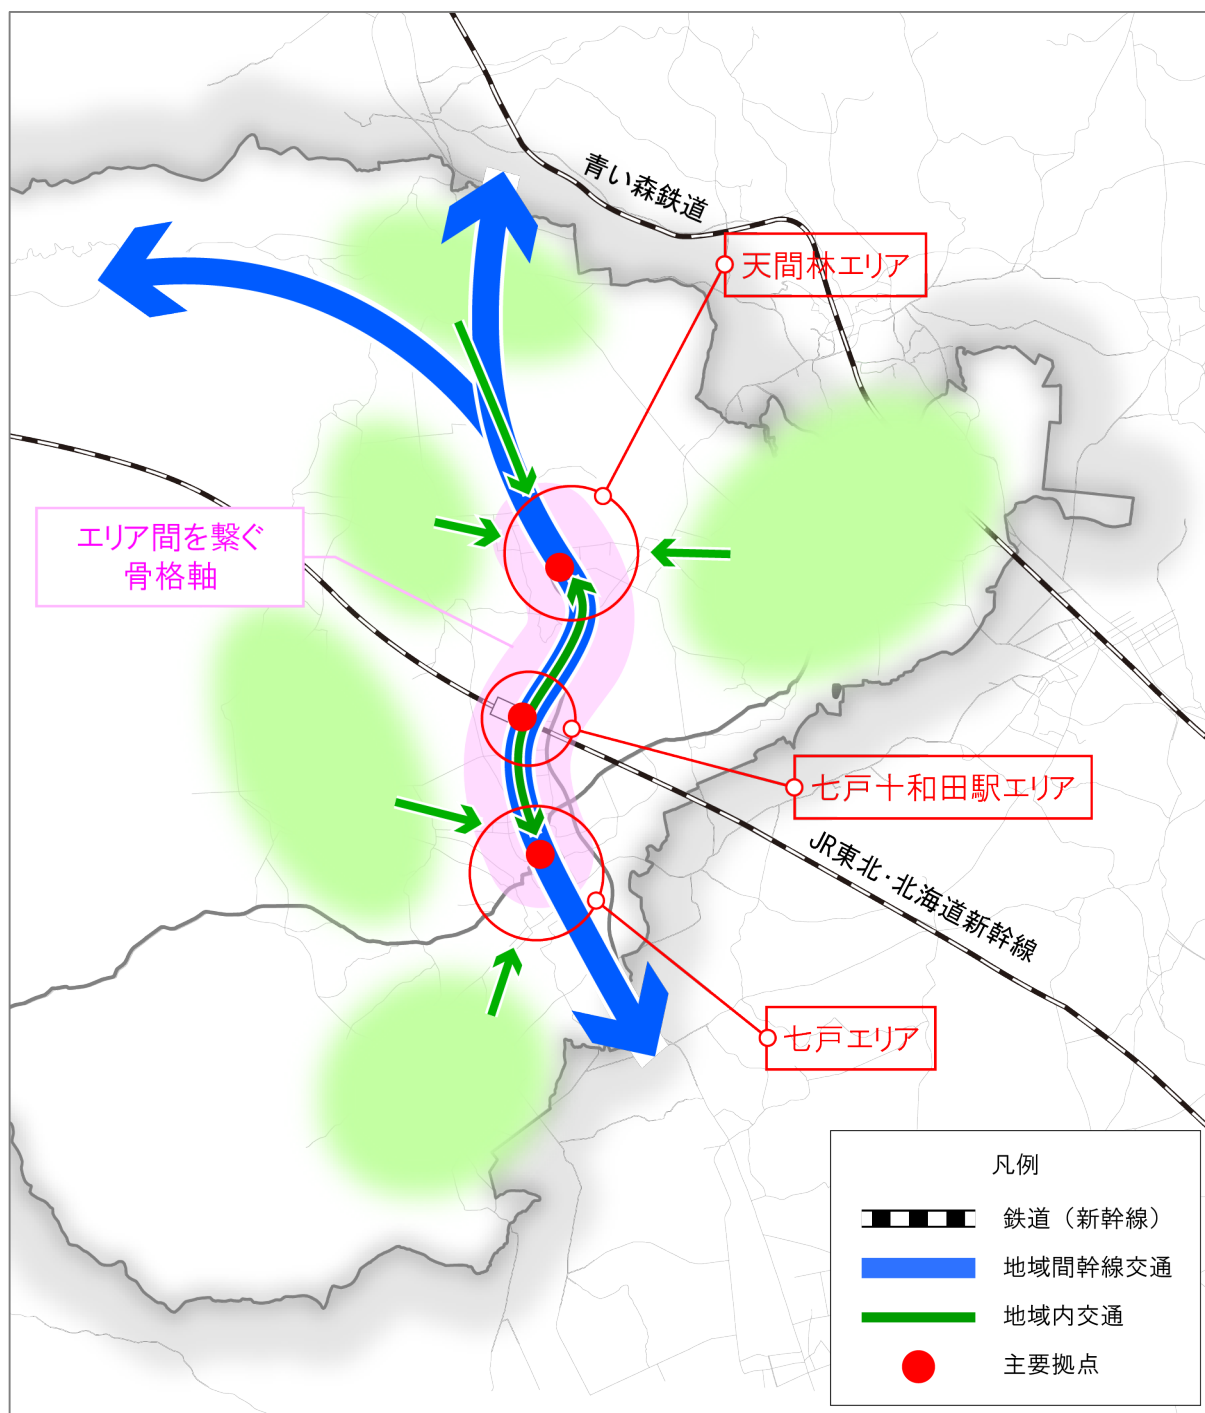 青い森鉄道
天間林エリア
エリア間を繋ぐ
骨格軸
七戸十和田駅エリア
JR東北・北海道新幹線
七戸エリア
凡例
鉄道（新幹線）
地域間幹線交通
地域内交通
主要拠点